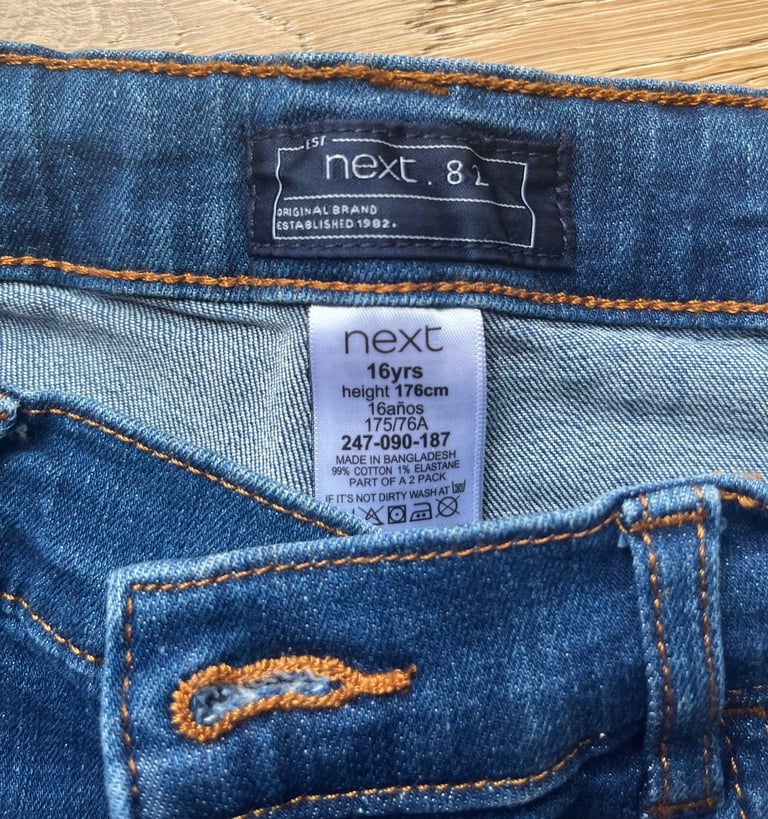 EST
next. 82
ORIGINAL BRAND
ESTABLISHED 1982.
next
16yrs
height 176cm
16años
175/76A
247-090-187
MADE IN BANGLADESH
99% COTTON 1% ELASTANE
PART OF A 2 PACK
IF IT'S NOT DIRTY WASH AT